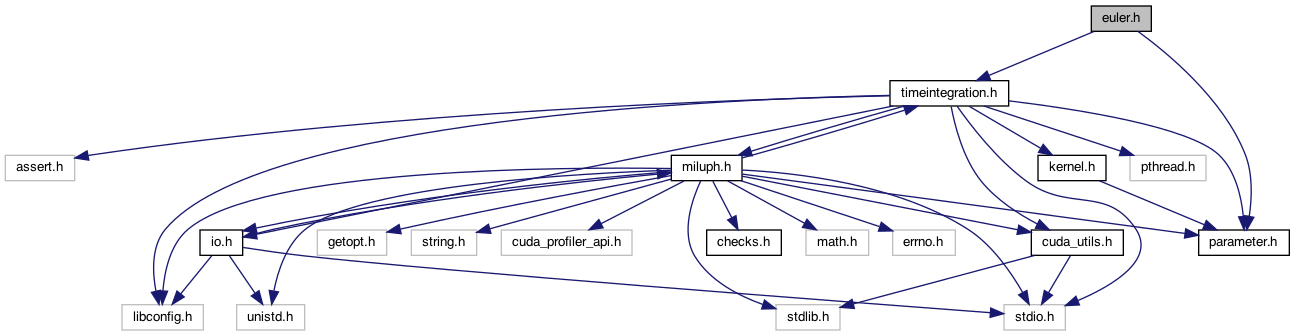 euler.h
timeintegration.h
assert.h
miluph.h
kernel.h
pthread.h
io.h
getopt.h
string.h
cuda_profiler_api.h
checks.h
math.h
errno.h
cuda_utils.h
parameter.h
libconfig.h
unistd.h
stdlib.h
stdio.h